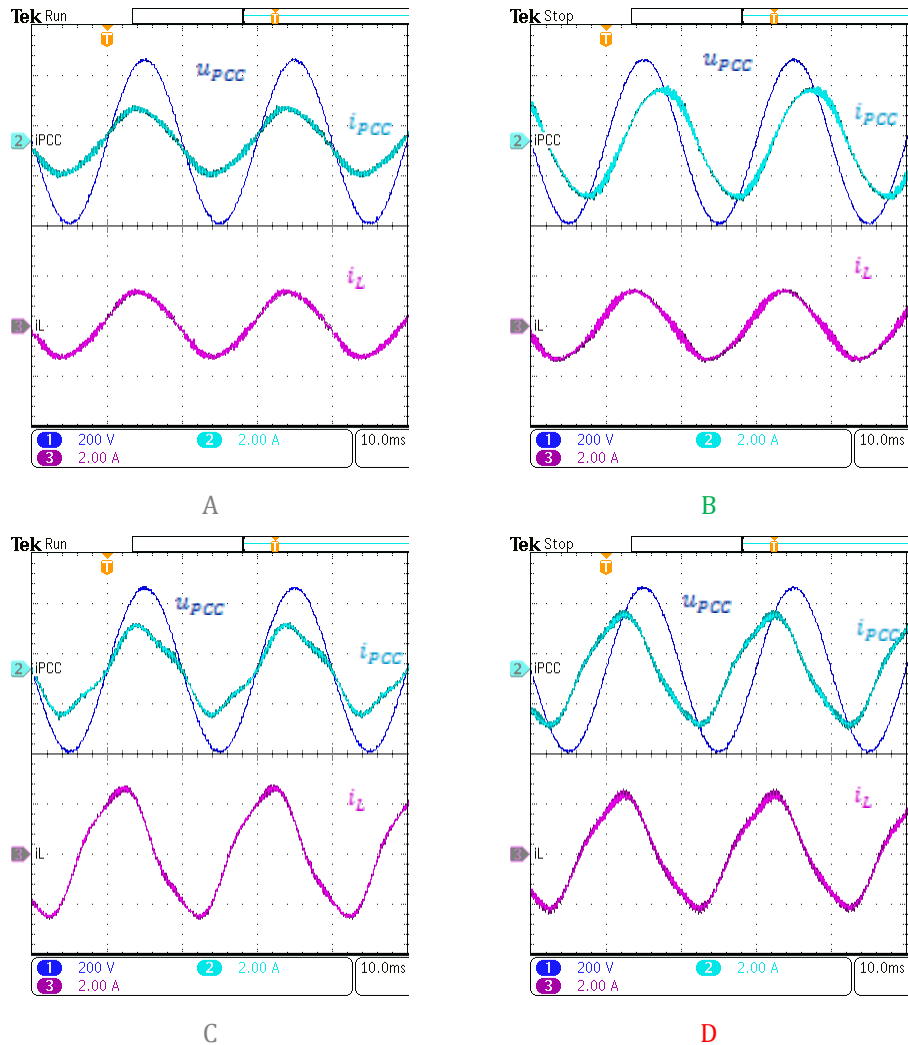 Tek Run
T
T
u_PCC
i_PCC
2 iPCC
i_L
3 iL
1 200 V 2 2.00 A 10.0ms
3 2.00 A
A
Tek Stop
T
T
u_PCC
i_PCC
2 iPCC
i_L
3 iL
1 200 V 2 2.00 A 10.0ms
3 2.00 A
B
Tek Run
T
T
u_PCC
i_PCC
2 iPCC
i_L
3 iL
1 200 V 2 2.00 A 10.0ms
3 2.00 A
C
Tek Stop
T
T
u_PCC
i_PCC
2 iPCC
i_L
3 iL
1 200 V 2 2.00 A 10.0ms
3 2.00 A
D